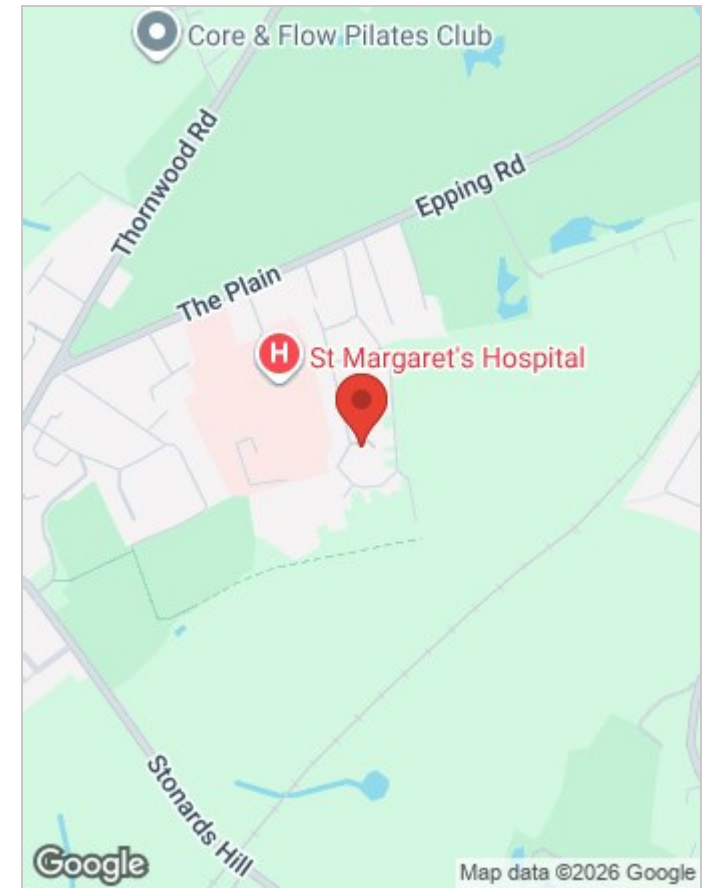 Core & Flow Pilates Club
Thornwood Rd
Epping Rd
The Plain
H
St Margaret's Hospital
Stonards Hill
Google
Map data ©2026 Google